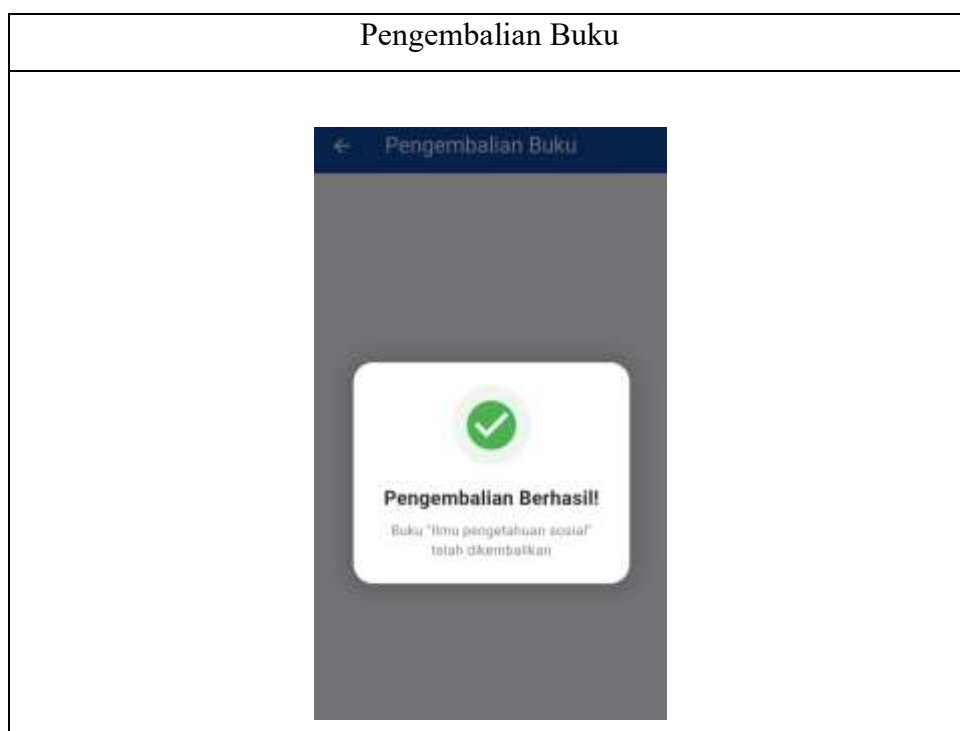 Pengembalian Buku
Pengembalian Buku
Pengembalian Berhasil!
Buku "Ilmu pengetahuan sosial"
telah dikembalikan